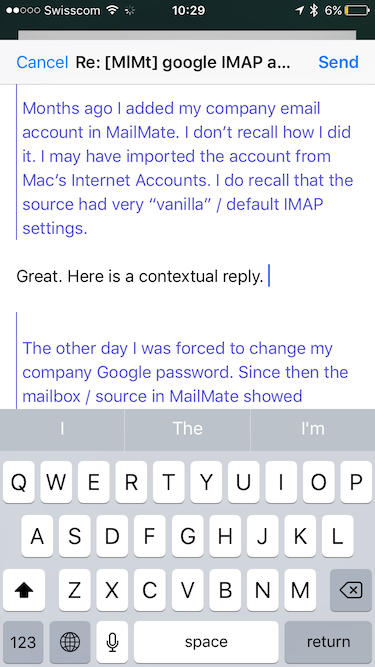 Swisscom 10:29 6%
Cancel Re: [MlMt] google IMAP a... Send
Months ago I added my company email
account in MailMate. I don’t recall how I did
it. I may have imported the account from
Mac’s Internet Accounts. I do recall that the
source had very “vanilla” / default IMAP
settings.
Great. Here is a contextual reply.
The other day I was forced to change my
company Google password. Since then the
mailbox / source in MailMate showed
I The I'm
Q W E R T Y U I O P
A S D F G H J K L
Z X C V B N M
123 space return